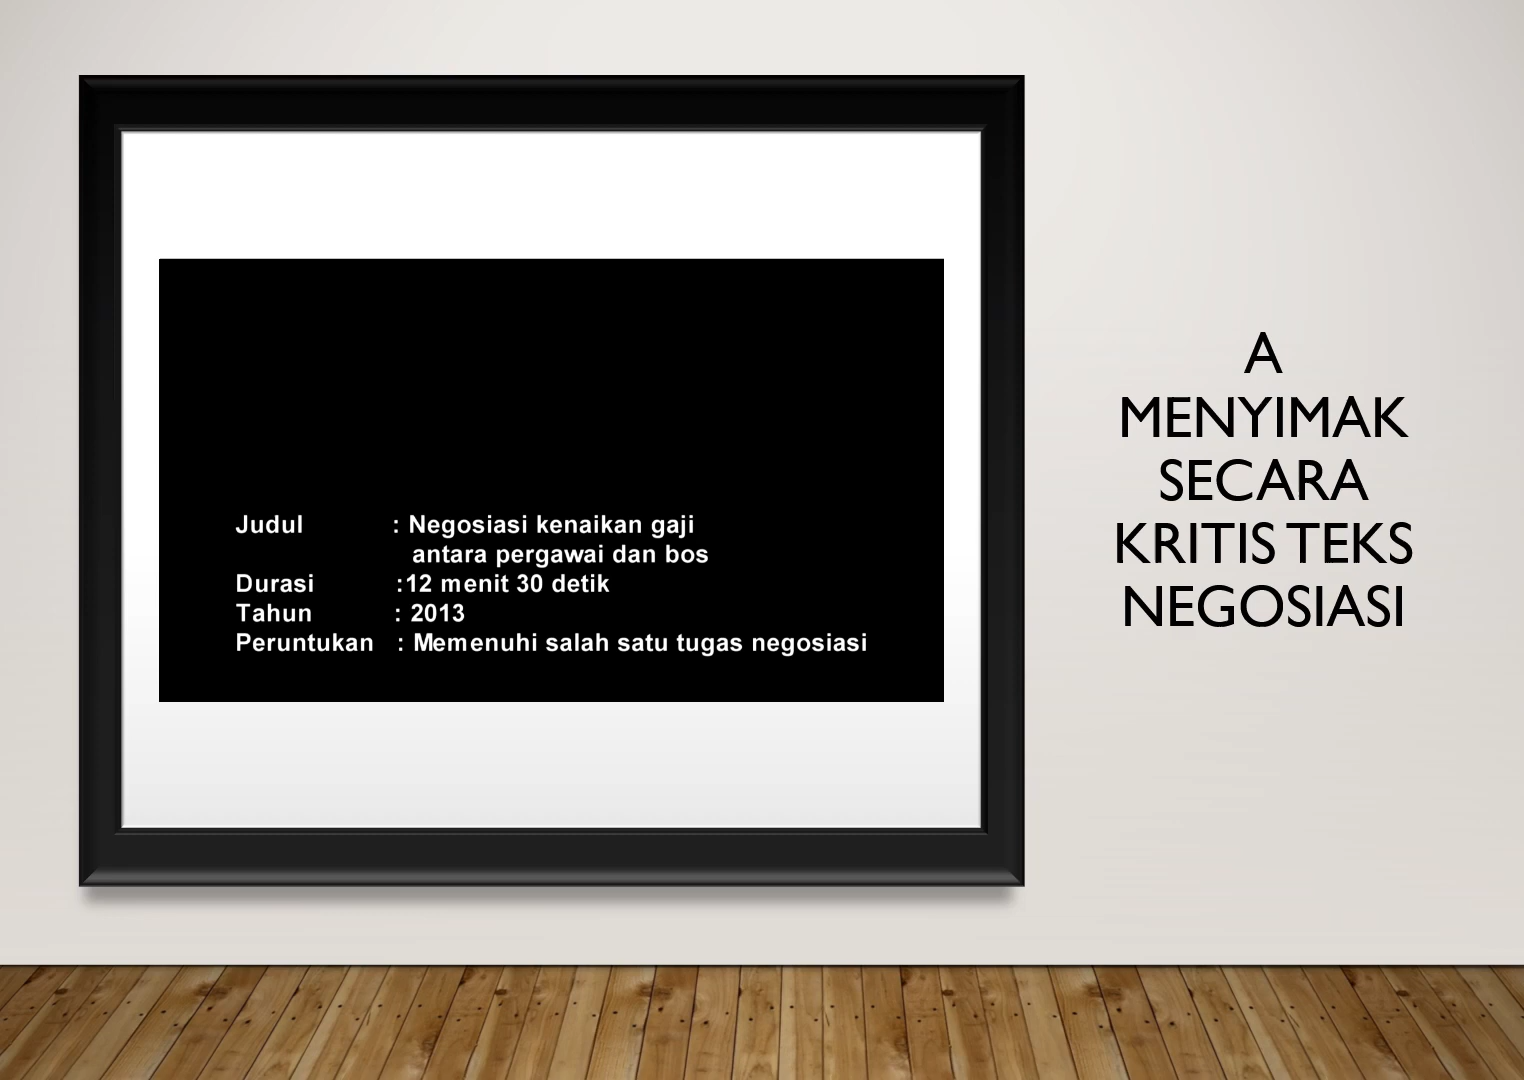 Judul : Negosiasi kenaikan gaji
antara pergawai dan bos
Durasi :12 menit 30 detik
Tahun : 2013
Peruntukan : Memenuhi salah satu tugas negosiasi
A
MENYIMAK
SECARA
KRITIS TEKS
NEGOSIASI